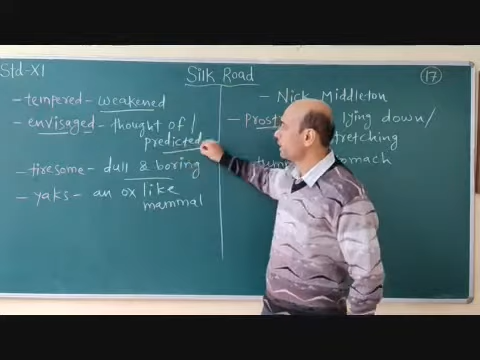 Std-XI
Silk Road
17
- Nick Middleton
- tempered - weakened
- envisaged - thought of /
predicted
- tiresome - dull & boring
- yaks - an ox like
mammal
- prost lying down/
stretching